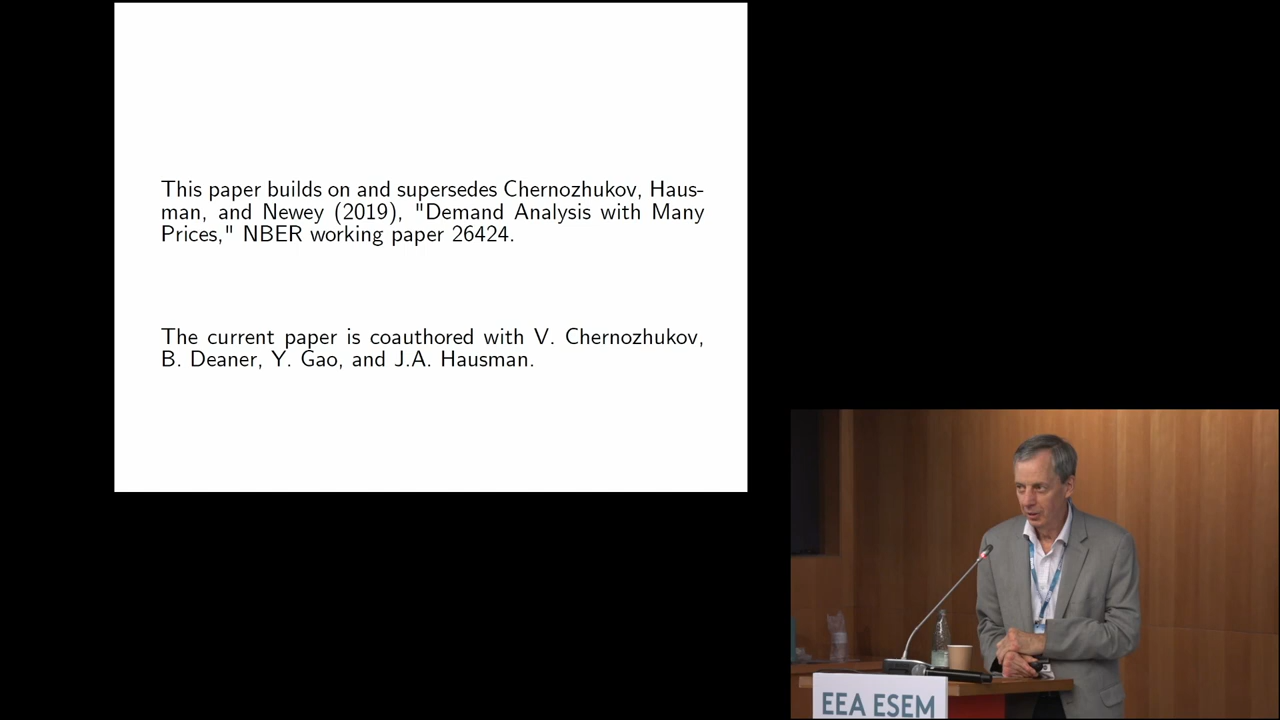 This paper builds on and supersedes Chernozhukov, Haus-
man, and Newey (2019), "Demand Analysis with Many
Prices," NBER working paper 26424.
The current paper is coauthored with V. Chernozhukov,
B. Deaner, Y. Gao, and J.A. Hausman.
EEA ESEM